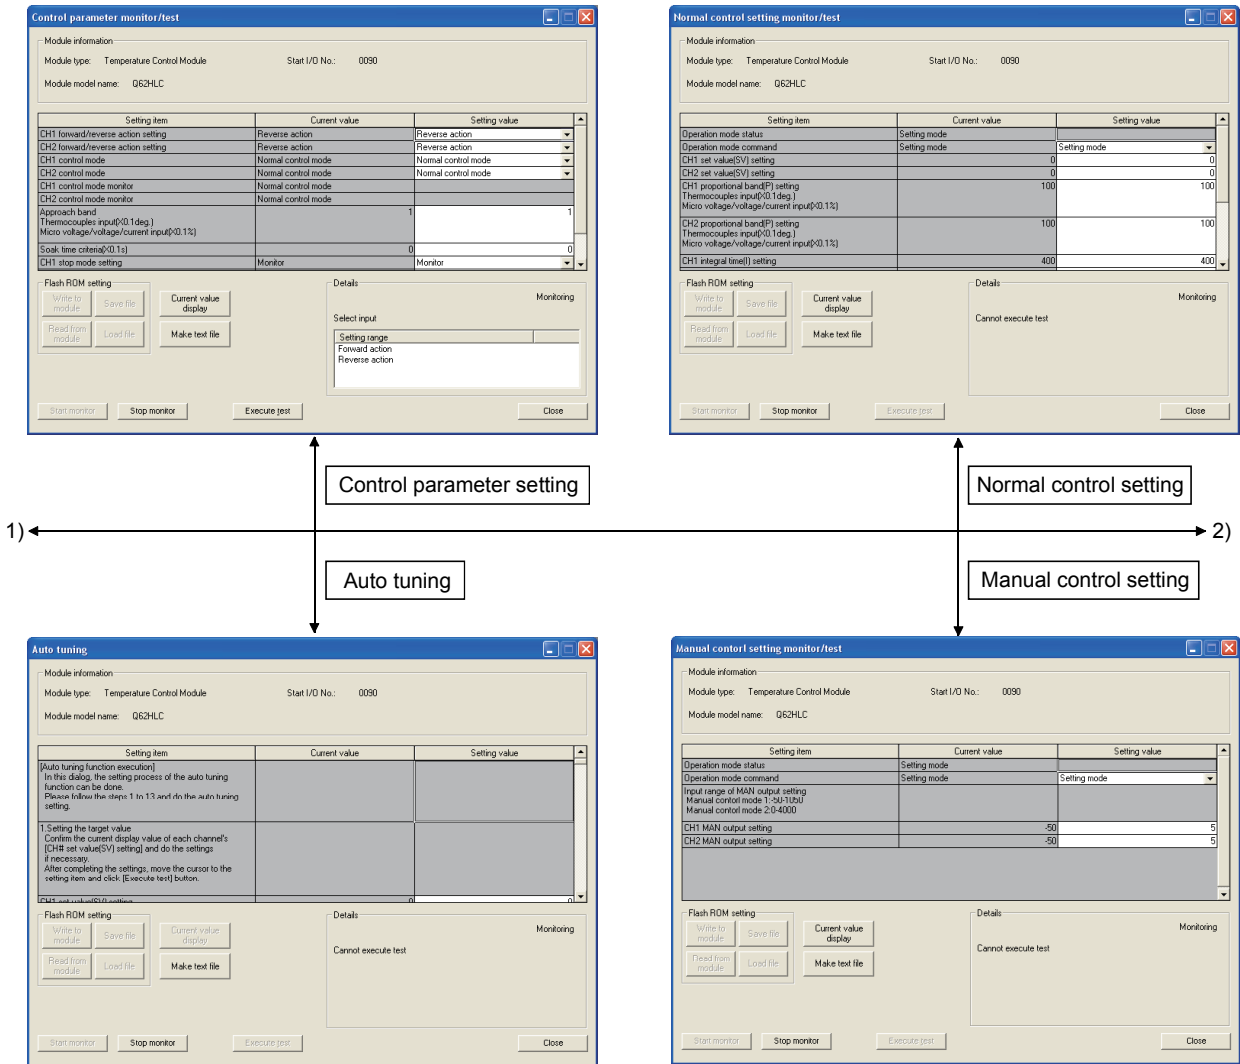 Control parameter monitor/test
Module information
Module type: Temperature Control Module Start I/O No.: 0090
Module model name: Q62HLC
Setting item Current value Setting value
CH1 forward/reverse action setting Reverse action Reverse action
CH2 forward/reverse action setting Reverse action Reverse action
CH1 control mode Normal control mode Normal control mode
CH2 control mode Normal control mode Normal control mode
CH1 control mode monitor Normal control mode
CH2 control mode monitor Normal control mode
Approach band 1 1
Thermocouples input(X0.1deg.)
Micro voltage/voltage/current input(X0.1%)
Soak time criteria(X0.1s) 0 0
CH1 stop mode setting Monitor Monitor
Flash ROM setting
Write to module
Save file
Current value display
Read from module
Load file
Make text file
Details
Monitoring
Select input
Setting range
Forward action
Reverse action
Start monitor Stop monitor Execute test Close
Normal control setting monitor/test
Module information
Module type: Temperature Control Module Start I/O No.: 0090
Module model name: Q62HLC
Setting item Current value Setting value
Operation mode status Setting mode
Operation mode command Setting mode Setting mode
CH1 set value(SV) setting 0 0
CH2 set value(SV) setting 0 0
CH1 proportional band(P) setting 100 100
Thermocouples input(X0.1deg.)
Micro voltage/voltage/current input(X0.1%)
CH2 proportional band(P) setting 100 100
Thermocouples input(X0.1deg.)
Micro voltage/voltage/current input(X0.1%)
CH1 integral time(I) setting 400 400
Flash ROM setting
Write to module
Save file
Current value display
Read from module
Load file
Make text file
Details
Monitoring
Cannot execute test
Start monitor Stop monitor Execute test Close
Control parameter setting
Normal control setting
1)
2)
Auto tuning
Manual control setting
Auto tuning
Module information
Module type: Temperature Control Module Start I/O No.: 0090
Module model name: Q62HLC
Setting item Current value Setting value
[Auto tuning function execution]
In this dialog, the setting process of the auto tuning
function can be done.
Please follow the steps 1 to 13 and do the auto tuning
setting.
1.Setting the target value
Confirm the current display value of each channel's
[CH# set value(SV) setting] and do the settings
if necessary.
After completing the settings, move the cursor to the
setting item and click [Execute test] button.
CH1 set value(SV) setting 0 0
Flash ROM setting
Write to module
Save file
Current value display
Read from module
Load file
Make text file
Details
Monitoring
Cannot execute test
Start monitor Stop monitor Execute test Close
Manual contorl setting monitor/test
Module information
Module type: Temperature Control Module Start I/O No.: 0090
Module model name: Q62HLC
Setting item Current value Setting value
Operation mode status Setting mode
Operation mode command Setting mode Setting mode
Input range of MAN output setting
Manual contorl mode 1:-50-1050
Manual contorl mode 2:0-4000
CH1 MAN output setting -50 5
CH2 MAN output setting -50 5
Flash ROM setting
Write to module
Save file
Current value display
Read from module
Load file
Make text file
Details
Monitoring
Cannot execute test
Start monitor Stop monitor Execute test Close